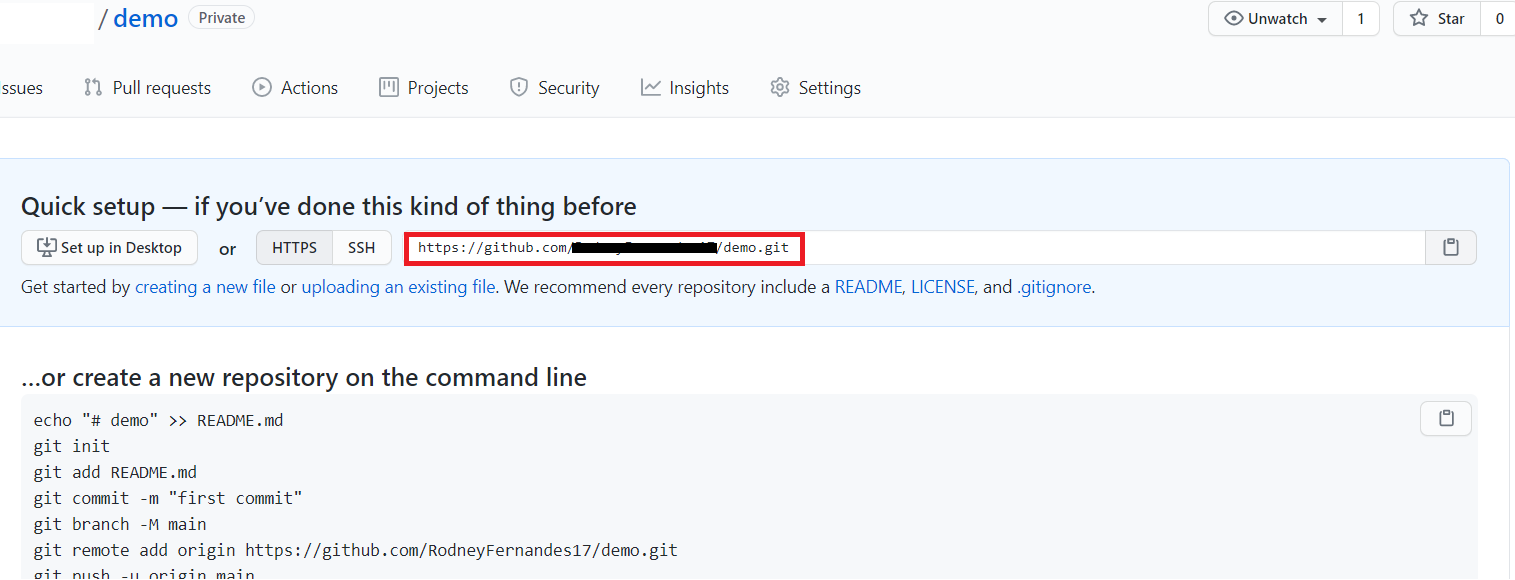 / demo Private Unwatch 1 Star 0
ssues Pull requests Actions Projects Security Insights Settings
Quick setup — if you’ve done this kind of thing before
Set up in Desktop or HTTPS SSH https://github.com/ /demo.git
Get started by creating a new file or uploading an existing file. We recommend every repository include a README, LICENSE, and .gitignore.
…or create a new repository on the command line
echo "# demo" >> README.md
git init
git add README.md
git commit -m "first commit"
git branch -M main
git remote add origin https://github.com/RodneyFernandes17/demo.git
git push -u origin main